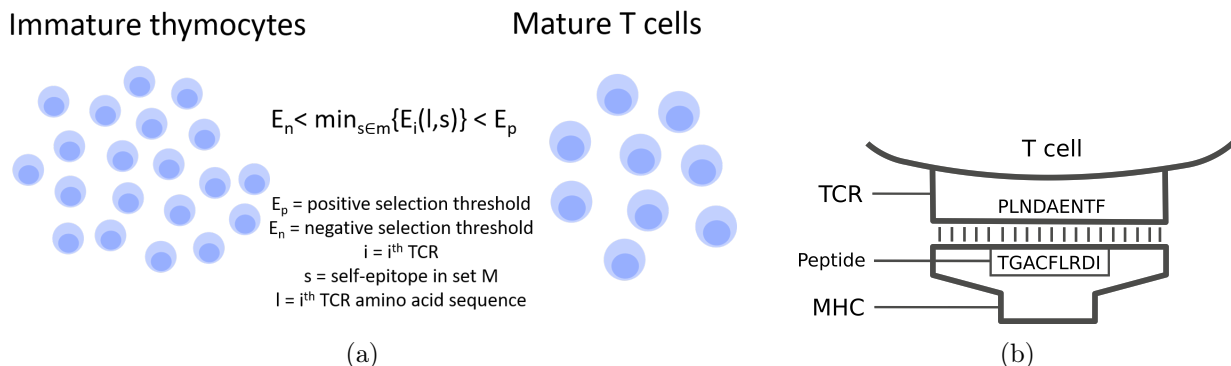 Immature thymocytes
Mature T cells
E_n< min_{s∈m}{E_i(l,s)} < E_p
E_p = positive selection threshold
E_n = negative selection threshold
i = i^{th} TCR
s = self-epitope in set M
l = i^{th} TCR amino acid sequence
(a)
T cell
TCR
PLNDAENTF
Peptide
TGACFLRDI
MHC
(b)